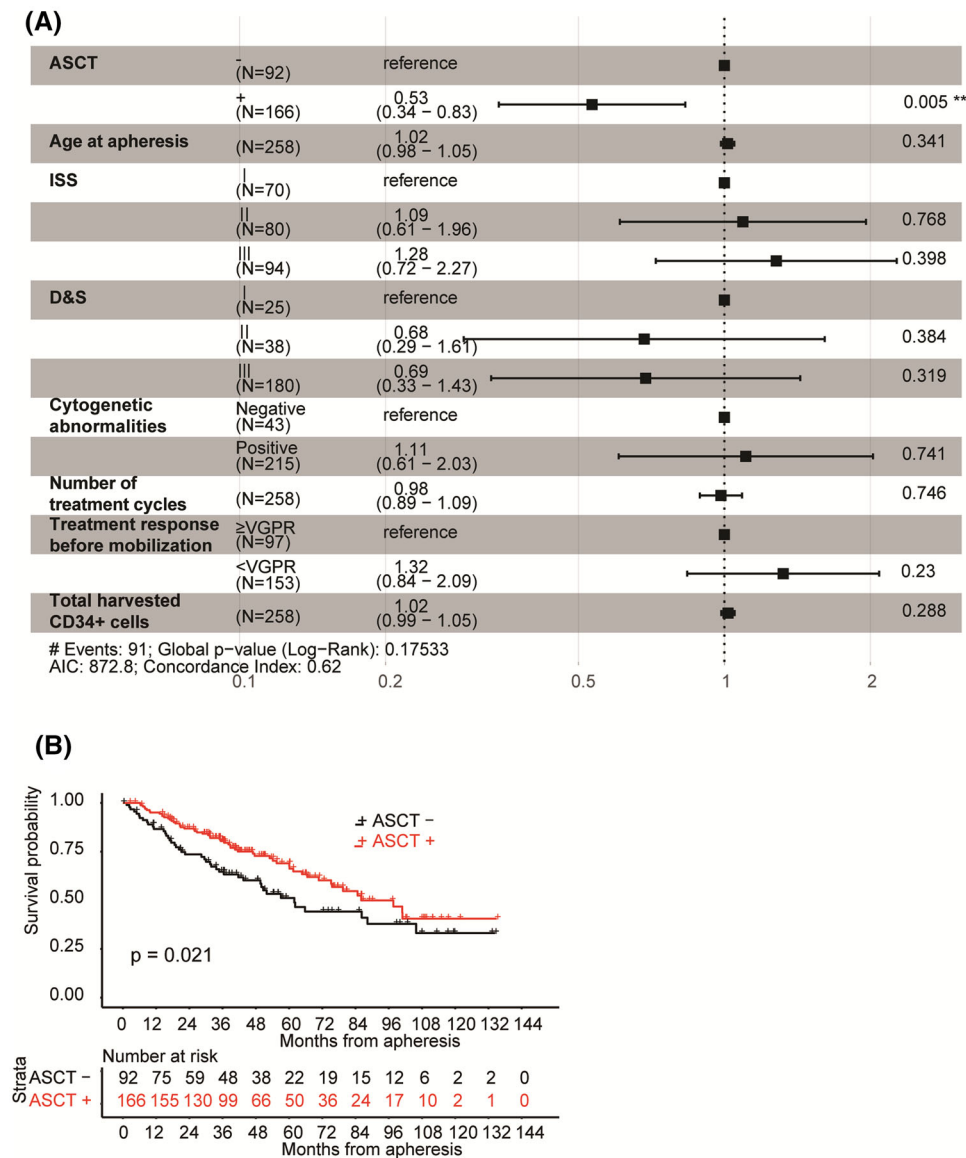 (A)
ASCT - reference
(N=92)
+ 0.53 0.005 **
(N=166) (0.34 − 0.83)
Age at apheresis (N=258) 1.02 0.341
(0.98 − 1.05)
ISS I reference
(N=70)
II 1.09 0.768
(N=80) (0.61 − 1.96)
III 1.28 0.398
(N=94) (0.72 − 2.27)
D&S I reference
(N=25)
II 0.68 0.384
(N=38) (0.29 − 1.61)
III 0.69 0.319
(N=180) (0.33 − 1.43)
Cytogenetic Negative reference
abnormalities (N=43)
Positive 1.11 0.741
(N=215) (0.61 − 2.03)
Number of 0.98 0.746
treatment cycles (N=258) (0.89 − 1.09)
Treatment response ≥VGPR reference
before mobilization (N=97)
<VGPR 1.32 0.23
(N=153) (0.84 − 2.09)
Total harvested 1.02 0.288
CD34+ cells (N=258) (0.99 − 1.05)
# Events: 91; Global p−value (Log−Rank): 0.17533
AIC: 872.8; Concordance Index: 0.62
0.1 0.2 0.5 1 2
(B)
Survival probability
1.00
0.75
0.50
0.25
0.00
ASCT −
ASCT +
p = 0.021
0 12 24 36 48 60 72 84 96 108 120 132 144
Months from apheresis
Number at risk
Strata
ASCT − 92 75 59 48 38 22 19 15 12 6 2 2 0
ASCT + 166 155 130 99 66 50 36 24 17 10 2 1 0
0 12 24 36 48 60 72 84 96 108 120 132 144
Months from apheresis